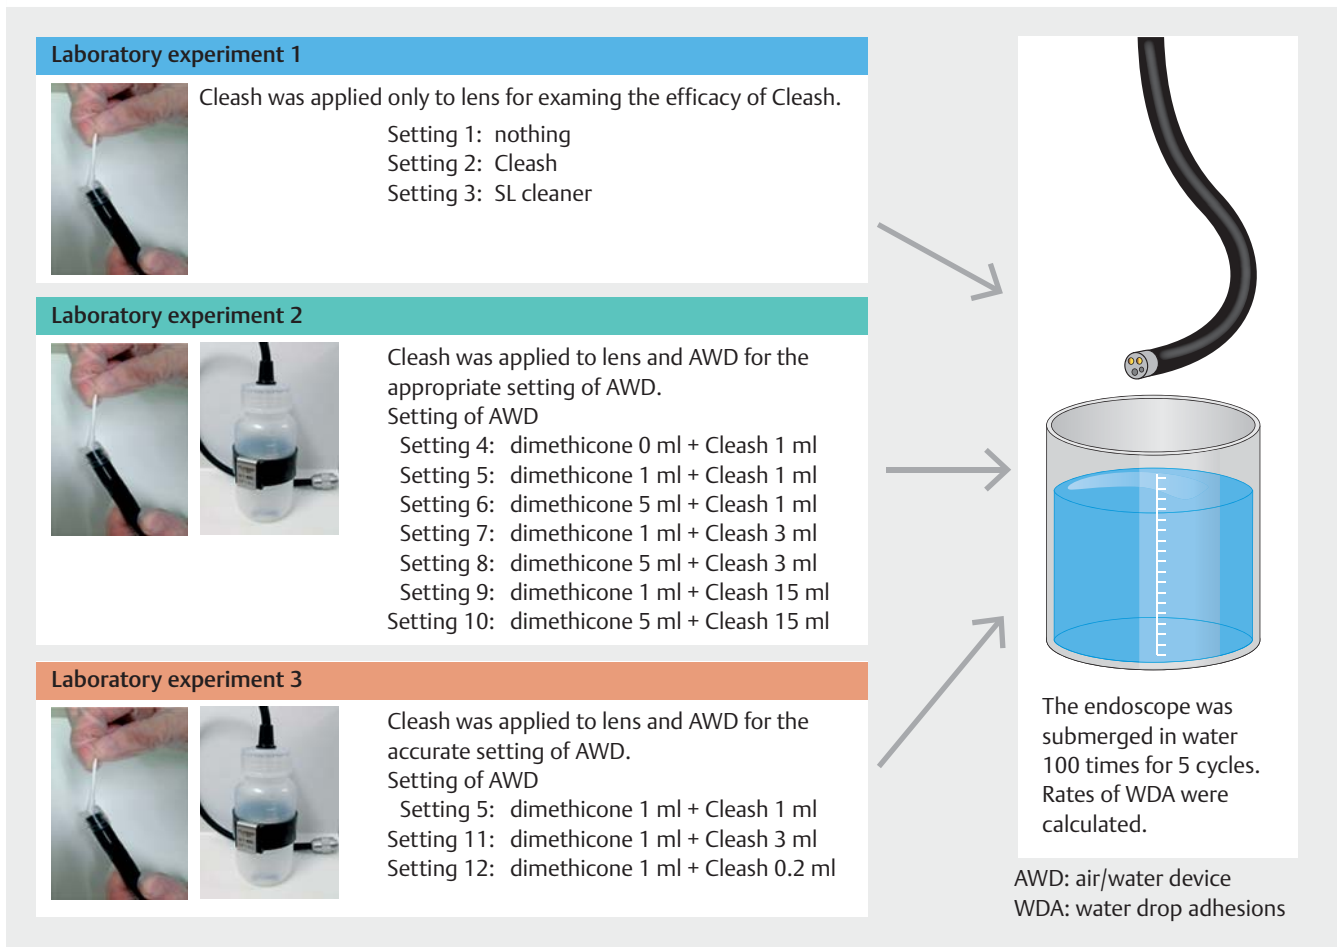 Laboratory experiment 1
Cleash was applied only to lens for examing the efficacy of Cleash.
Setting 1: nothing
Setting 2: Cleash
Setting 3: SL cleaner
Laboratory experiment 2
Cleash was applied to lens and AWD for the
appropriate setting of AWD.
Setting of AWD
Setting 4: dimethicone 0 ml + Cleash 1 ml
Setting 5: dimethicone 1 ml + Cleash 1 ml
Setting 6: dimethicone 5 ml + Cleash 1 ml
Setting 7: dimethicone 1 ml + Cleash 3 ml
Setting 8: dimethicone 5 ml + Cleash 3 ml
Setting 9: dimethicone 1 ml + Cleash 15 ml
Setting 10: dimethicone 5 ml + Cleash 15 ml
Laboratory experiment 3
Cleash was applied to lens and AWD for the
accurate setting of AWD.
Setting of AWD
Setting 5: dimethicone 1 ml + Cleash 1 ml
Setting 11: dimethicone 1 ml + Cleash 3 ml
Setting 12: dimethicone 1 ml + Cleash 0.2 ml
The endoscope was
submerged in water
100 times for 5 cycles.
Rates of WDA were
calculated.
AWD: air/water device
WDA: water drop adhesions